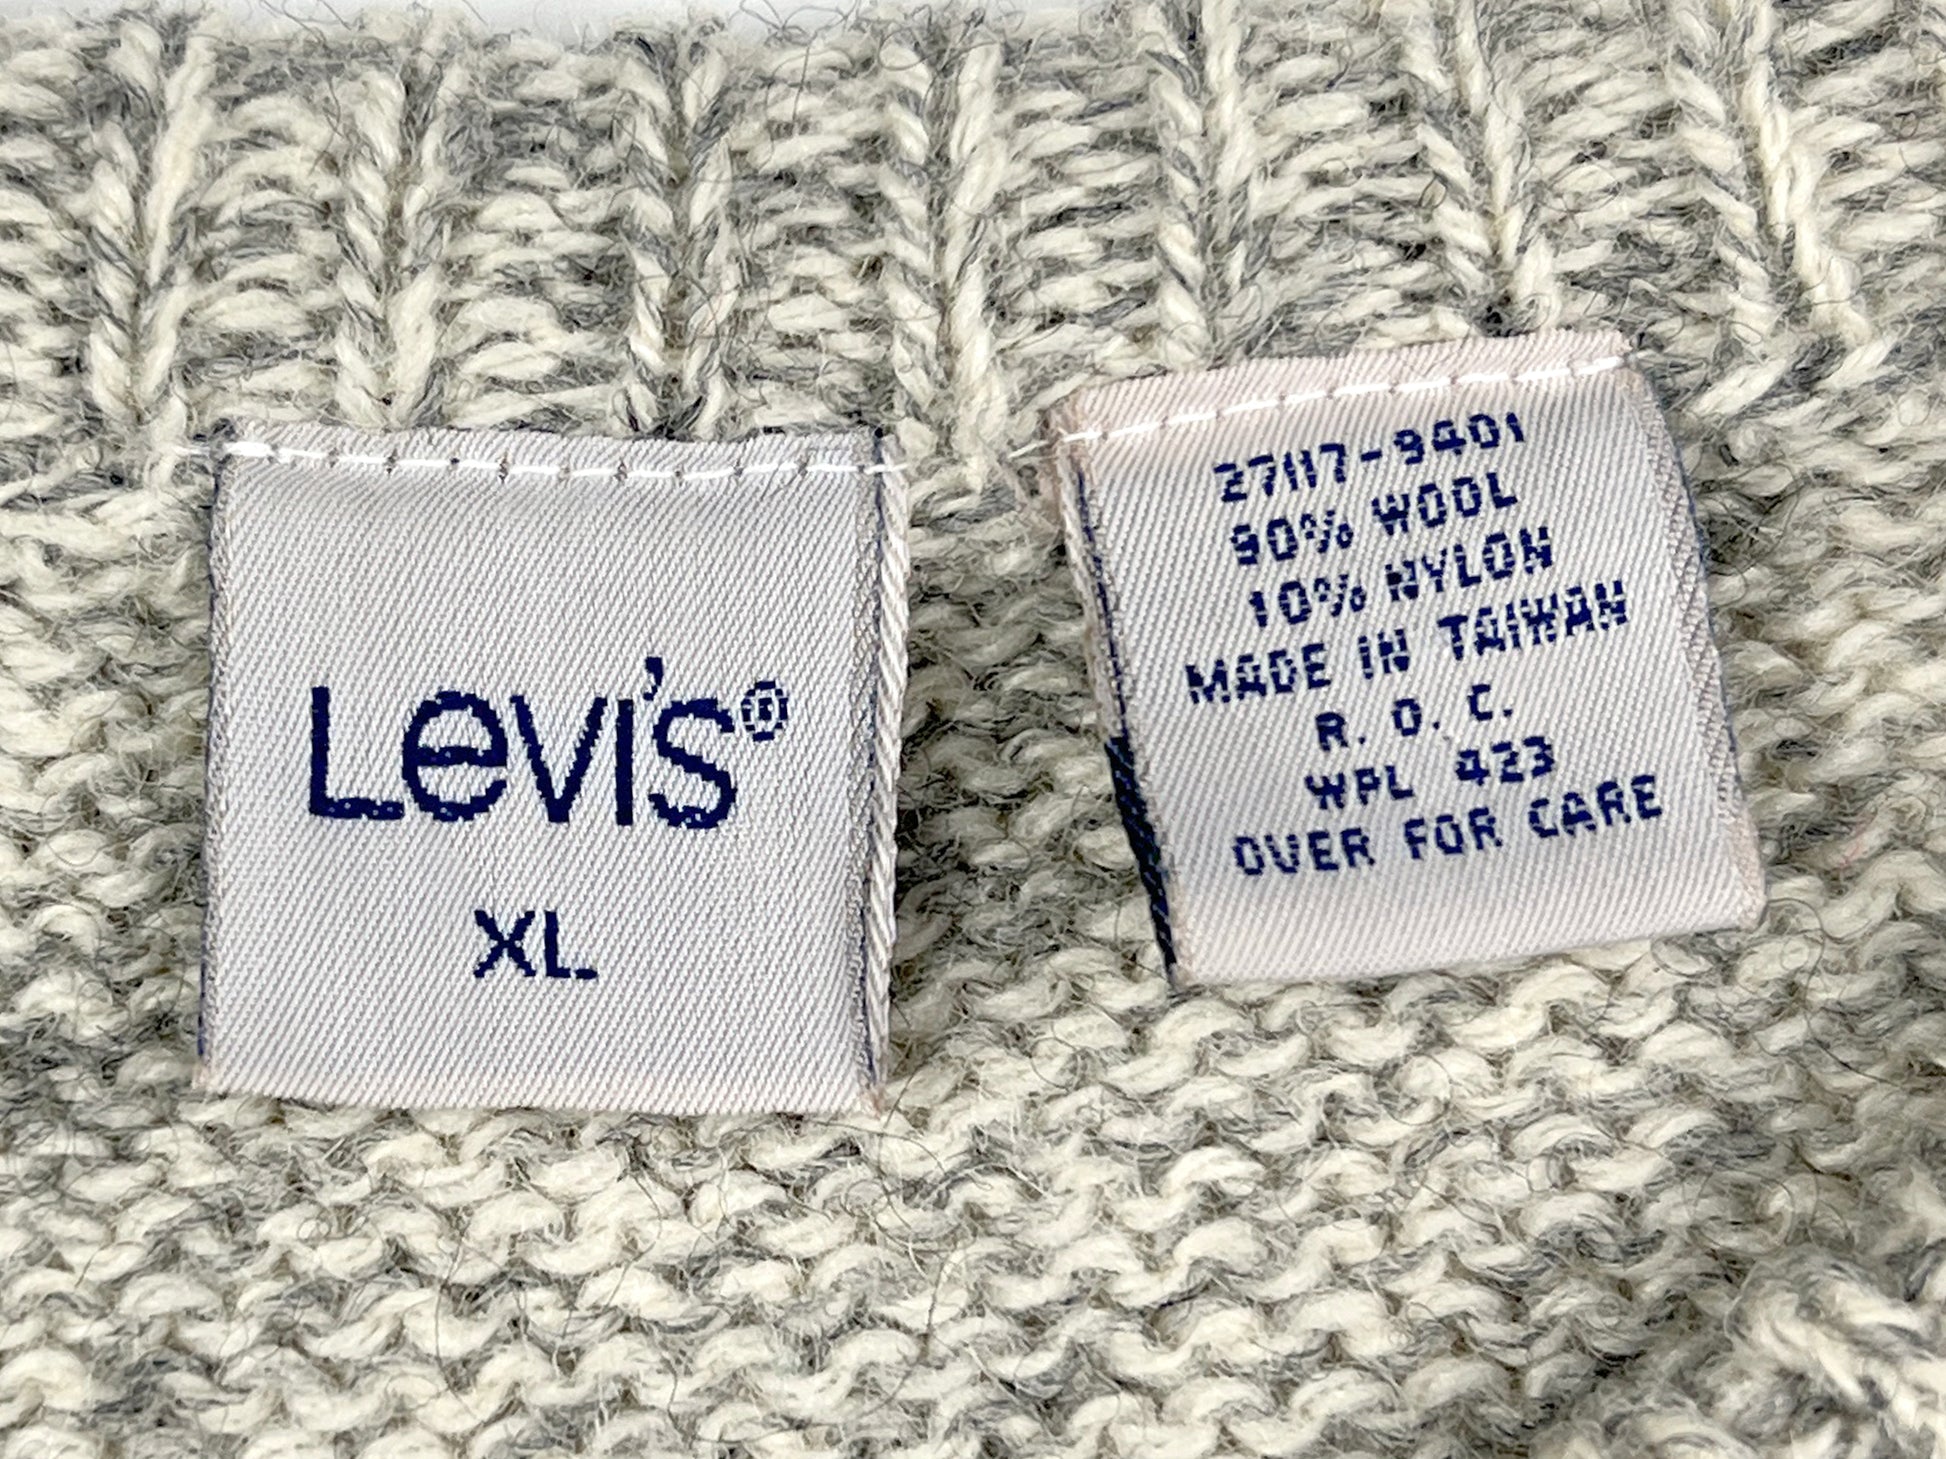 Levi's®
XL
27117-9401
90% WOOL
10% NYLON
MADE IN TAIWAN
R. O. C.
WPL 423
OVER FOR CARE